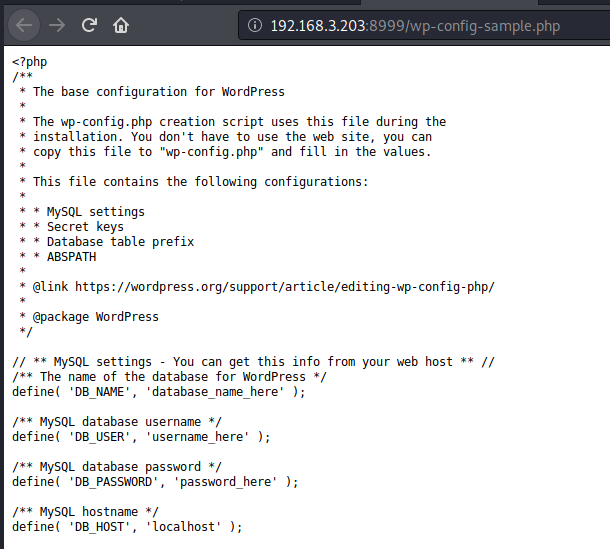 192.168.3.203:8999/wp-config-sample.php
<?php
/**
 * The base configuration for WordPress
 *
 * The wp-config.php creation script uses this file during the
 * installation. You don't have to use the web site, you can
 * copy this file to "wp-config.php" and fill in the values.
 *
 * This file contains the following configurations:
 *
 * * MySQL settings
 * * Secret keys
 * * Database table prefix
 * * ABSPATH
 *
 * @link https://wordpress.org/support/article/editing-wp-config-php/
 *
 * @package WordPress
 */

// ** MySQL settings - You can get this info from your web host ** //
/** The name of the database for WordPress */
define( 'DB_NAME', 'database_name_here' );

/** MySQL database username */
define( 'DB_USER', 'username_here' );

/** MySQL database password */
define( 'DB_PASSWORD', 'password_here' );

/** MySQL hostname */
define( 'DB_HOST', 'localhost' );